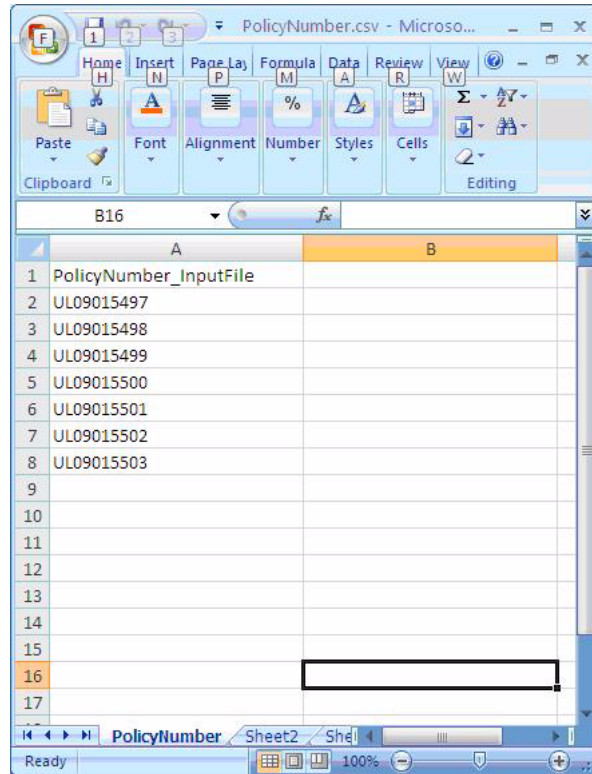 PolicyNumber.csv - Microso...
F 1 2 3
Home Insert Page Lay Formula Data Review View
H N P M A R W
Paste Font Alignment Number Styles Cells
A % A Σ A Z
Clipboard Editing
B16 fx
A B
1 PolicyNumber_InputFile
2 UL09015497
3 UL09015498
4 UL09015499
5 UL09015500
6 UL09015501
7 UL09015502
8 UL09015503
9
10
11
12
13
14
15
16
17
PolicyNumber Sheet2 She
Ready 100%